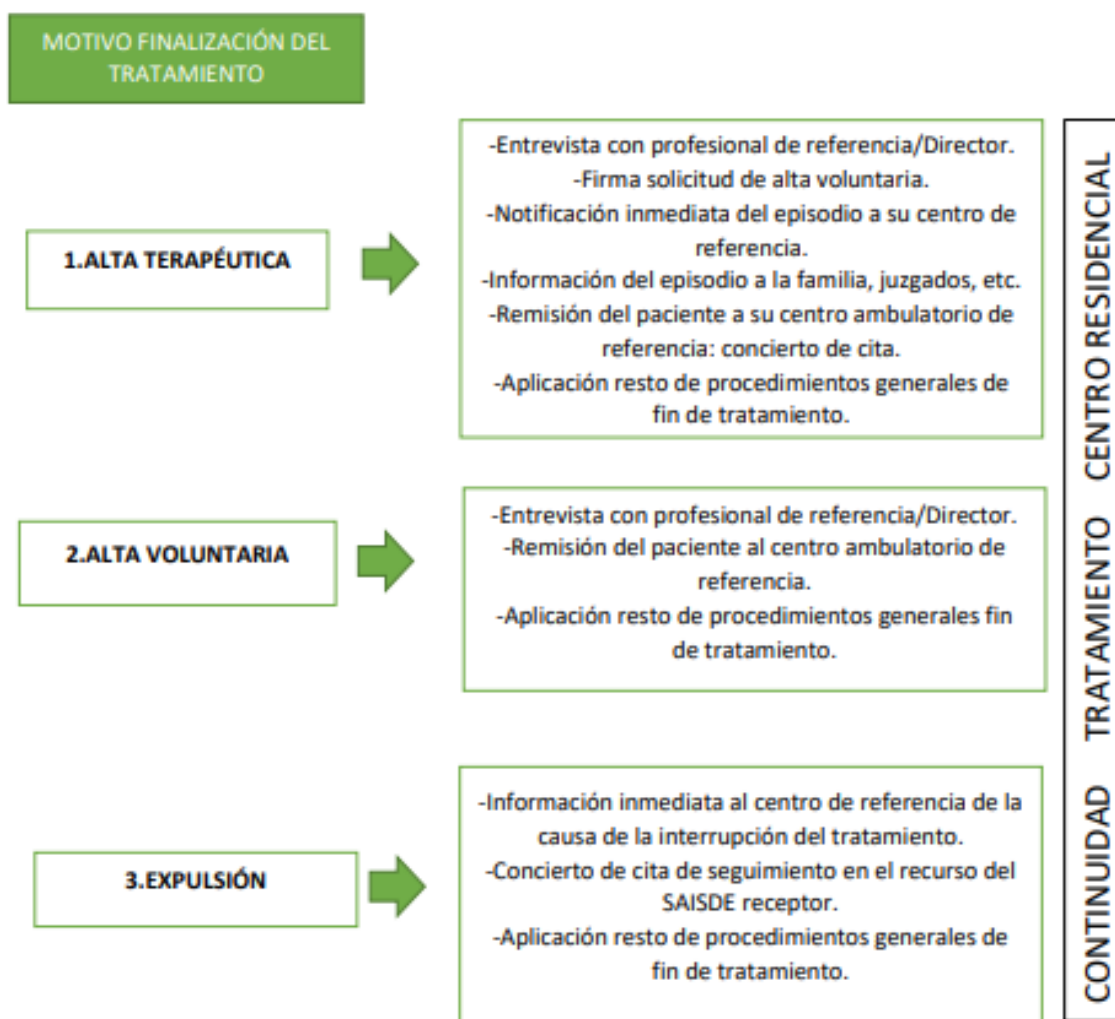 MOTIVO FINALIZACIÓN DEL
TRATAMIENTO
1.ALTA TERAPÉUTICA
-Entrevista con profesional de referencia/Director.
-Firma solicitud de alta voluntaria.
-Notificación inmediata del episodio a su centro de
referencia.
-Información del episodio a la familia, juzgados, etc.
-Remisión del paciente a su centro ambulatorio de
referencia: concierto de cita.
-Aplicación resto de procedimientos generales de
fin de tratamiento.
2.ALTA VOLUNTARIA
-Entrevista con profesional de referencia/Director.
-Remisión del paciente al centro ambulatorio de
referencia.
-Aplicación resto de procedimientos generales fin
de tratamiento.
3.EXPULSIÓN
-Información inmediata al centro de referencia de la
causa de la interrupción del tratamiento.
-Concierto de cita de seguimiento en el recurso del
SAISDE receptor.
-Aplicación resto de procedimientos generales de
fin de tratamiento.
CONTINUIDAD TRATAMIENTO CENTRO RESIDENCIAL